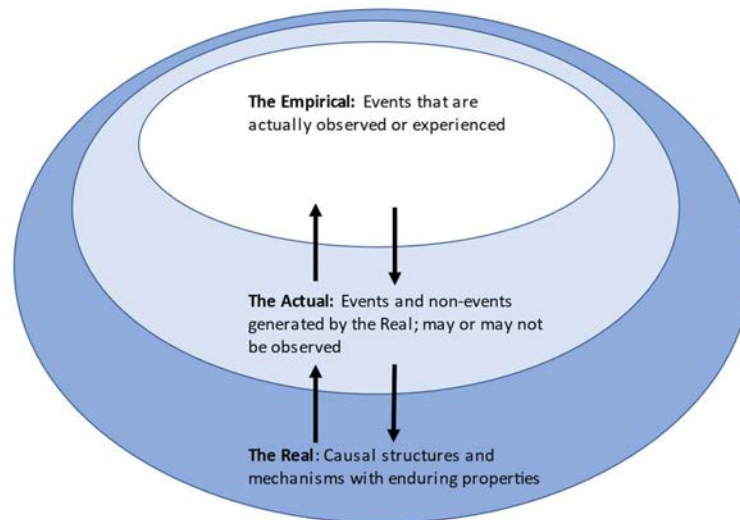 The Empirical: Events that are
actually observed or experienced
The Actual: Events and non-events
generated by the Real; may or may not
be observed
The Real: Causal structures and
mechanisms with enduring properties